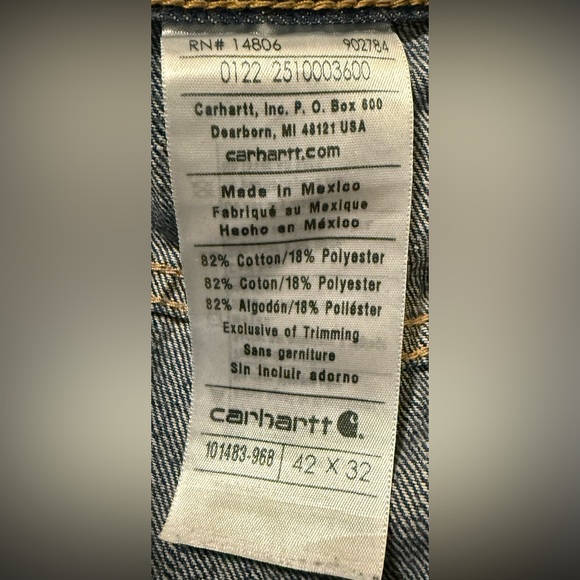 RN# 14806 902784
0122 2510003600
Carhartt, Inc. P. O. Box 600
Dearborn, MI 48121 USA
carhartt.com
Made in Mexico
Fabriqué au Mexique
Hecho en México
82% Cotton/18% Polyester
82% Coton/18% Polyester
82% Algodón/18% Poliéster
Exclusive of Trimming
Sans garniture
Sin incluir adorno
carhartt
101483-968 42 X 32